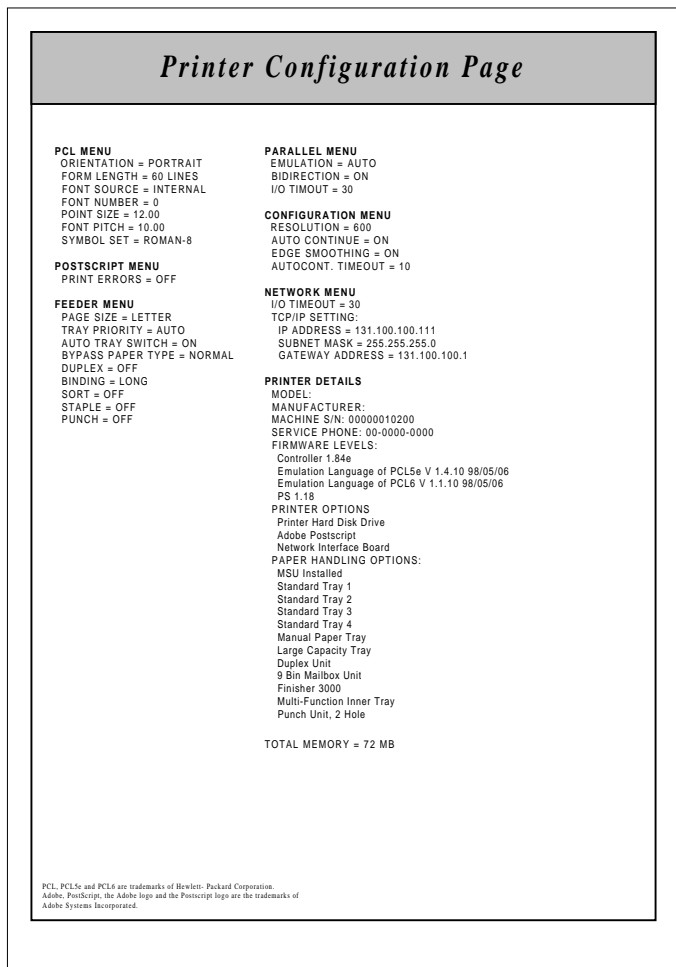 Printer Configuration Page
PCL MENU
ORIENTATION = PORTRAIT
FORM LENGTH = 60 LINES
FONT SOURCE = INTERNAL
FONT NUMBER = 0
POINT SIZE = 12.00
FONT PITCH = 10.00
SYMBOL SET = ROMAN-8
POSTSCRIPT MENU
PRINT ERRORS = OFF
FEEDER MENU
PAGE SIZE = LETTER
TRAY PRIORITY = AUTO
AUTO TRAY SWITCH = ON
BYPASS PAPER TYPE = NORMAL
DUPLEX = OFF
BINDING = LONG
SORT = OFF
STAPLE = OFF
PUNCH = OFF
PARALLEL MENU
EMULATION = AUTO
BIDIRECTION = ON
I/O TIMOUT = 30
CONFIGURATION MENU
RESOLUTION = 600
AUTO CONTINUE = ON
EDGE SMOOTHING = ON
AUTOCONT. TIMEOUT = 10
NETWORK MENU
I/O TIMEOUT = 30
TCP/IP SETTING:
IP ADDRESS = 131.100.100.111
SUBNET MASK = 255.255.255.0
GATEWAY ADDRESS = 131.100.100.1
PRINTER DETAILS
MODEL:
MANUFACTURER:
MACHINE S/N: 00000010200
SERVICE PHONE: 00-0000-0000
FIRMWARE LEVELS:
Controller 1.84e
Emulation Language of PCL5e V 1.4.10 98/05/06
Emulation Language of PCL6 V 1.1.10 98/05/06
PS 1.18
PRINTER OPTIONS
Printer Hard Disk Drive
Adobe Postscript
Network Interface Board
PAPER HANDLING OPTIONS:
MSU Installed
Standard Tray 1
Standard Tray 2
Standard Tray 3
Standard Tray 4
Manual Paper Tray
Large Capacity Tray
Duplex Unit
9 Bin Mailbox Unit
Finisher 3000
Multi-Function Inner Tray
Punch Unit, 2 Hole
TOTAL MEMORY = 72 MB
PCL, PCL5e and PCL6 are trademarks of Hewlett- Packard Corporation.
Adobe, PostScript, the Adobe logo and the Postscript logo are the trademarks of
Adobe Systems Incorporated.